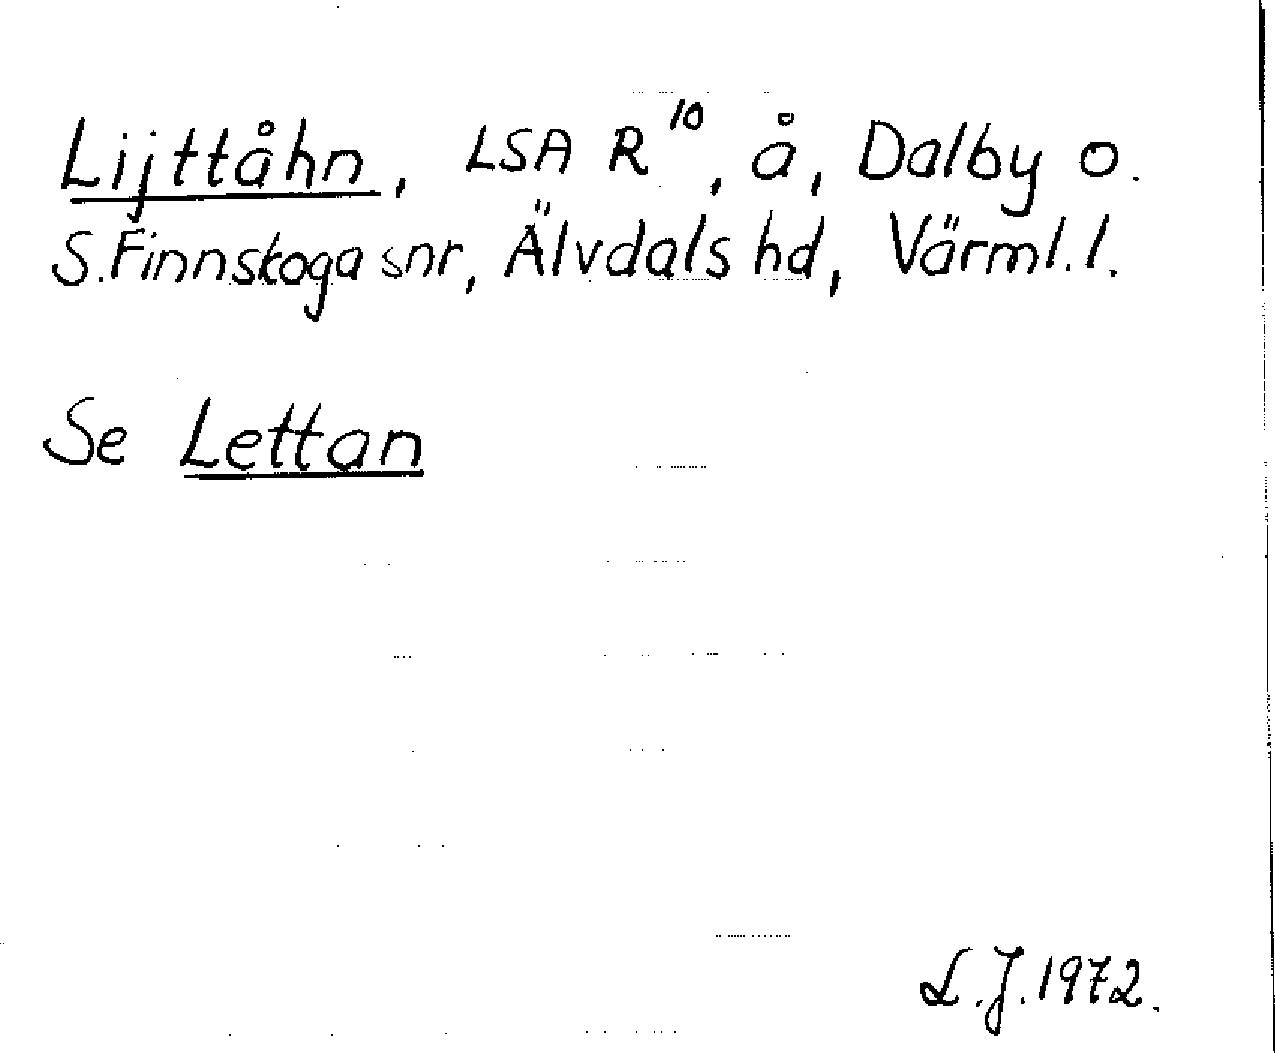 Lijttåhn, LSA R¹⁰, å, Dalby o.
S. Finnskoga snr, Älvdals hd, Värml. l.
Se Lettan
L. J. 1972.